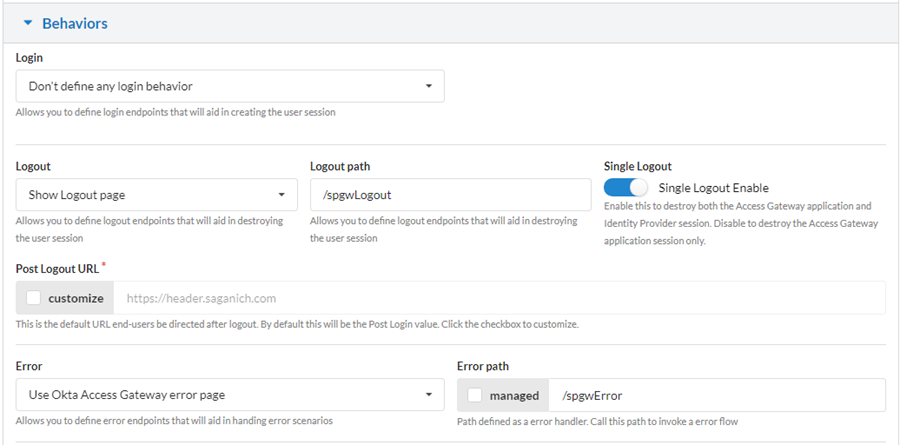 Behaviors
Login
Don't define any login behavior
Allows you to define login endpoints that will aid in creating the user session
Logout
Show Logout page
Allows you to define logout endpoints that will aid in destroying
the user session
Logout path
/spgwLogout
Allows you to define logout endpoints that will aid in destroying
the user session
Single Logout
Single Logout Enable
Enable this to destroy both the Access Gateway application and
Identity Provider session. Disable to destroy the Access Gateway
application session only.
Post Logout URL *
customize https://header.saganich.com
This is the default URL end-users be directed after logout. By default this will be the Post Login value. Click the checkbox to customize.
Error
Use Okta Access Gateway error page
Allows you to define error endpoints that will aid in handing error scenarios
Error path
managed /spgwError
Path defined as a error handler. Call this path to invoke a error flow